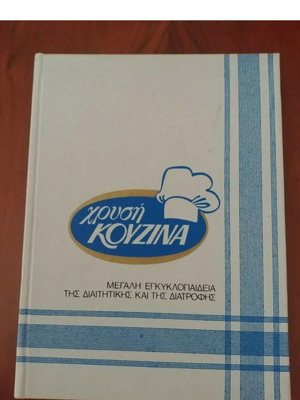 χρυσή
ΚΟΥΖΙΝΑ
ΜΕΓΑΛΗ ΕΓΚΥΚΛΟΠΑΙΔΕΙΑ
ΤΗΣ ΔΙΑΙΤΗΤΙΚΗΣ ΚΑΙ ΤΗΣ ΔΙΑΤΡΟΦΗΣ